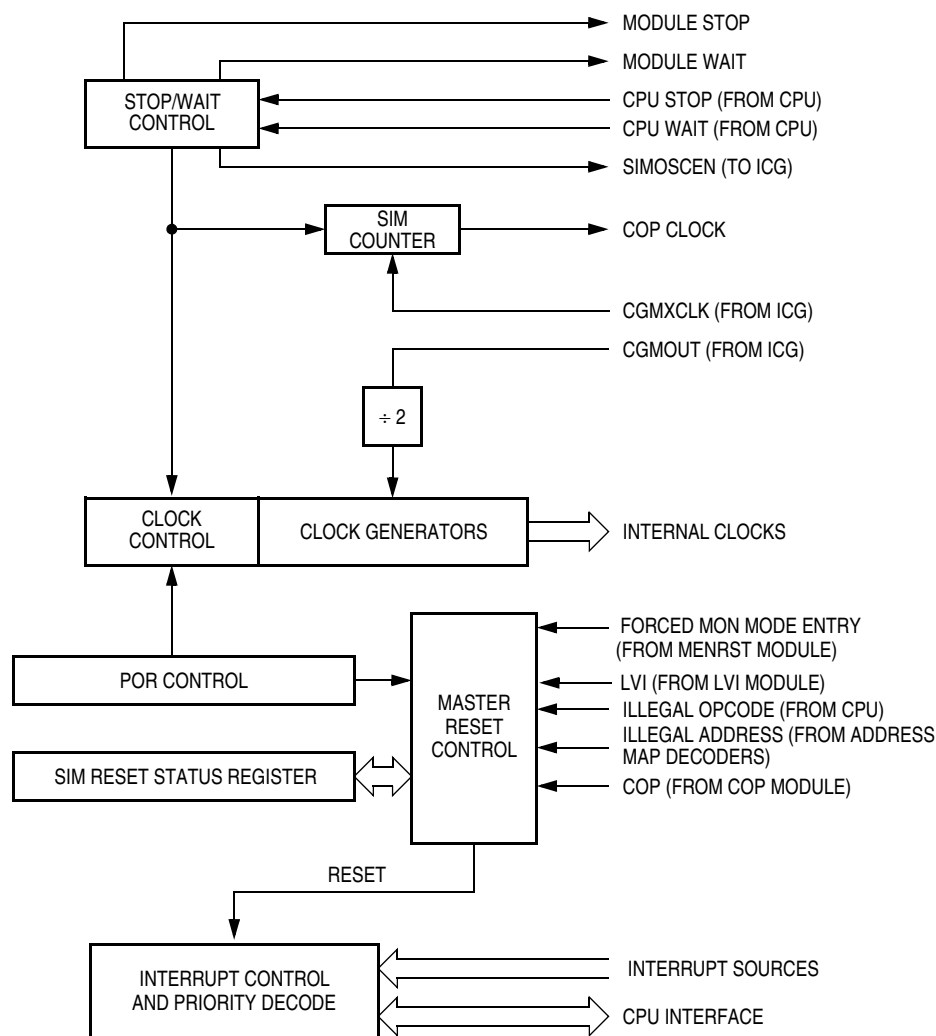 MODULE STOP
MODULE WAIT
STOP/WAIT
CONTROL
CPU STOP (FROM CPU)
CPU WAIT (FROM CPU)
SIMOSCEN (TO ICG)
SIM
COUNTER
COP CLOCK
CGMXCLK (FROM ICG)
CGMOUT (FROM ICG)
÷ 2
CLOCK
CONTROL
CLOCK GENERATORS
INTERNAL CLOCKS
FORCED MON MODE ENTRY
(FROM MENRST MODULE)
POR CONTROL
LVI (FROM LVI MODULE)
MASTER
RESET
CONTROL
ILLEGAL OPCODE (FROM CPU)
ILLEGAL ADDRESS (FROM ADDRESS
MAP DECODERS)
SIM RESET STATUS REGISTER
COP (FROM COP MODULE)
RESET
INTERRUPT CONTROL
AND PRIORITY DECODE
INTERRUPT SOURCES
CPU INTERFACE